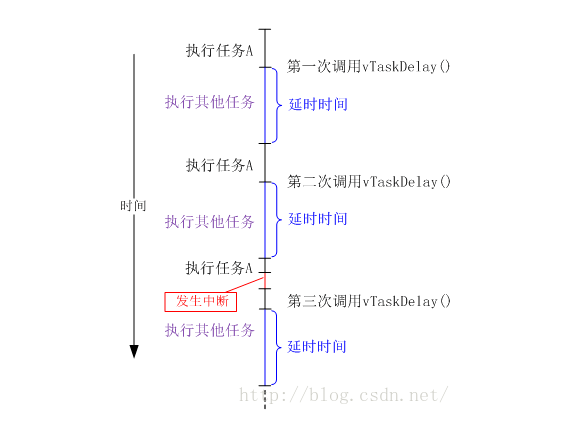 执行任务A
第一次调用vTaskDelay()
执行其他任务
延时时间
执行任务A
第二次调用vTaskDelay()
时间
执行其他任务
延时时间
执行任务A
发生中断
第三次调用vTaskDelay()
执行其他任务
延时时间
http://blog.csdn.net/